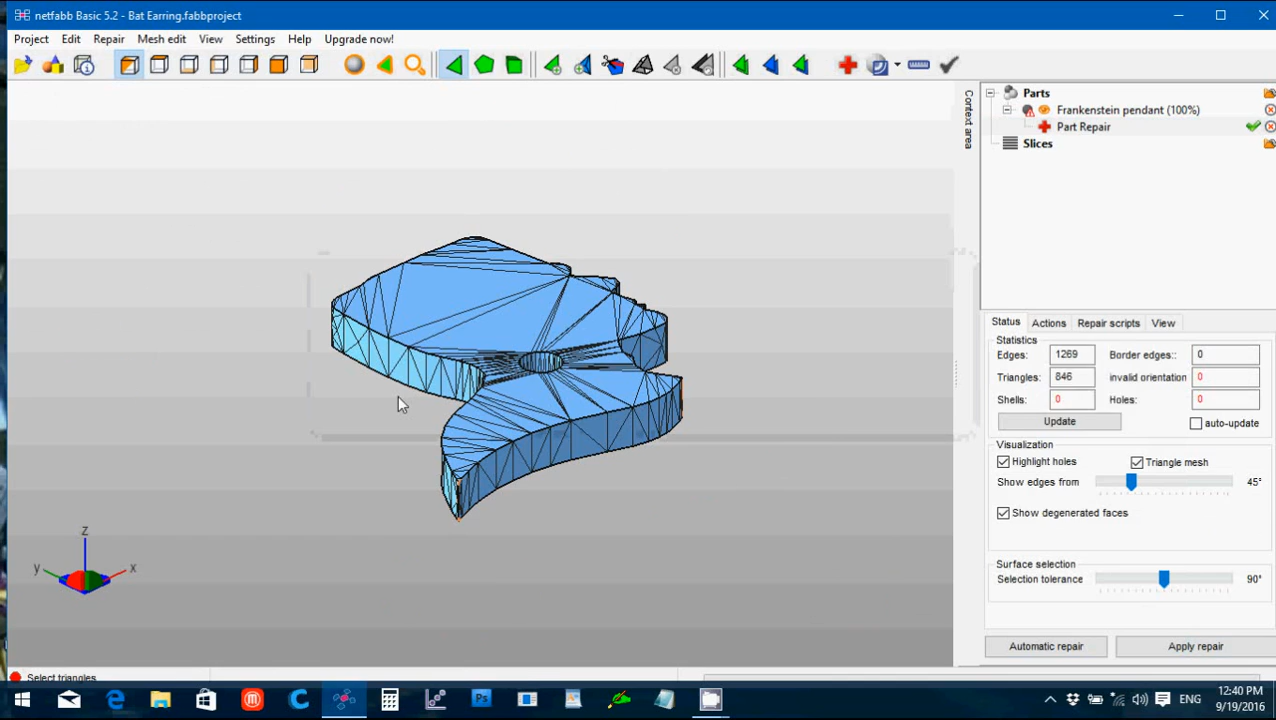 netfabb Basic 5.2 - Bat Earring.fabbproject
Project Edit Repair Mesh edit View Settings Help Upgrade now!
Context area
Parts
Frankenstein pendant (100%)
Part Repair
Slices
Status Actions Repair scripts View
Statistics
Edges: 1269 Border edges:: 0
Triangles: 846 invalid orientation 0
Shells: 0 Holes: 0
Update auto-update
Visualization
Highlight holes Triangle mesh
Show edges from 45°
Show degenerated faces
Surface selection
Selection tolerance 90°
Automatic repair Apply repair
z
y x
Select triangles
Ps ENG 12:40 PM
9/19/2016